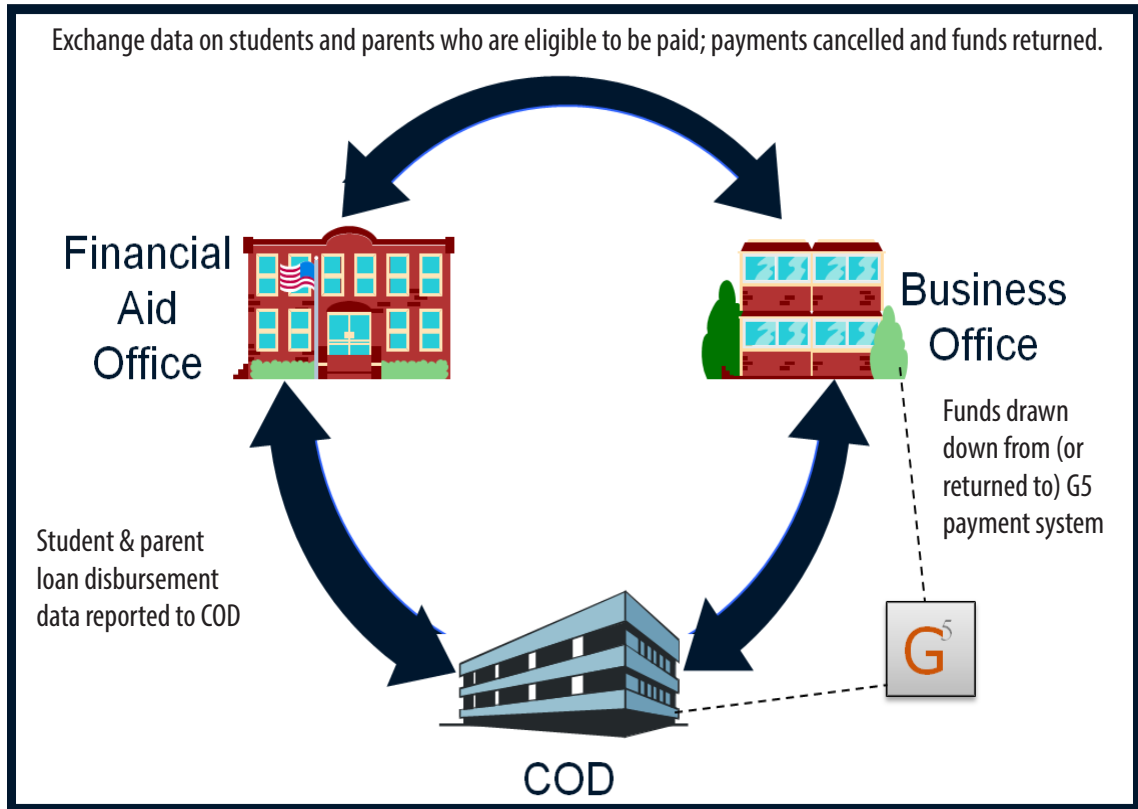 Exchange data on students and parents who are eligible to be paid; payments cancelled and funds returned.
Financial
Aid
Office
Business
Office
Funds drawn
down from (or
returned to) G5
payment system
Student & parent
loan disbursement
data reported to COD
G5
COD